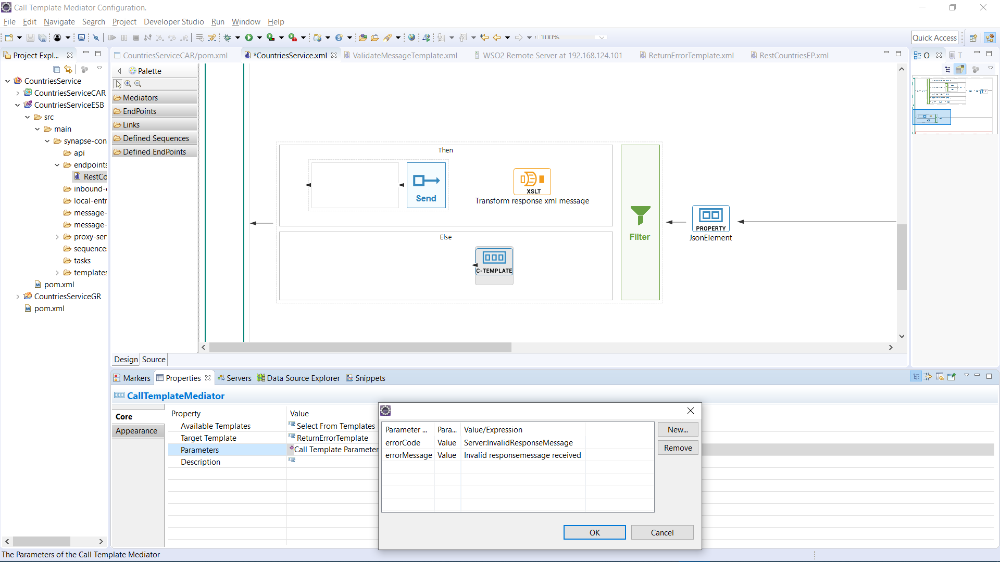 Call Template Mediator Configuration.
File Edit Navigate Search Project Developer Studio Run Window Help
100%
Quick Access
Project Expl...
CountriesServiceCAR/pom.xml
*CountriesService.xml
ValidateMessageTemplate.xml
WSO2 Remote Server at 192.168.124.101
ReturnErrorTemplate.xml
RestCountriesEP.xml
O
T
CountriesService
CountriesServiceCAR
CountriesServiceESB
src
main
synapse-con
api
endpoints
RestCo
inbound-
local-entr
message-
message-
proxy-ser
sequence
tasks
templates
pom.xml
CountriesServiceGR
pom.xml
Palette
Mediators
EndPoints
Links
Defined Sequences
Defined EndPoints
Then
Send
XSLT
Transform response xml message
Else
C-TEMPLATE
Filter
PROPERTY
JsonElement
Design Source
Markers Properties Servers Data Source Explorer Snippets
CallTemplateMediator
Core
Appearance
Property Value
Available Templates Select From Templates
Target Template ReturnErrorTemplate
Parameters Call Template Parameter
Description
Parameter ... Para... Value/Expression
errorCode Value Server:InvalidResponseMessage
errorMessage Value Invalid responsemessage received
New...
Remove
OK Cancel
The Parameters of the Call Template Mediator